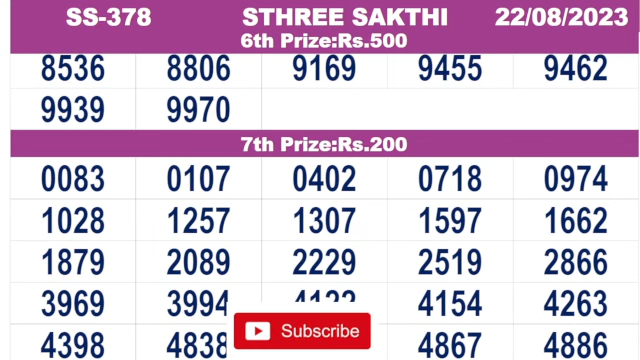 SS-378 STHREE SAKTHI 22/08/2023
6th Prize:Rs.500
8536 8806 9169 9455 9462
9939 9970
7th Prize:Rs.200
0083 0107 0402 0718 0974
1028 1257 1307 1597 1662
1879 2089 2229 2519 2866
3969 3994 4154 4263
4398 4838 4867 4886
Subscribe